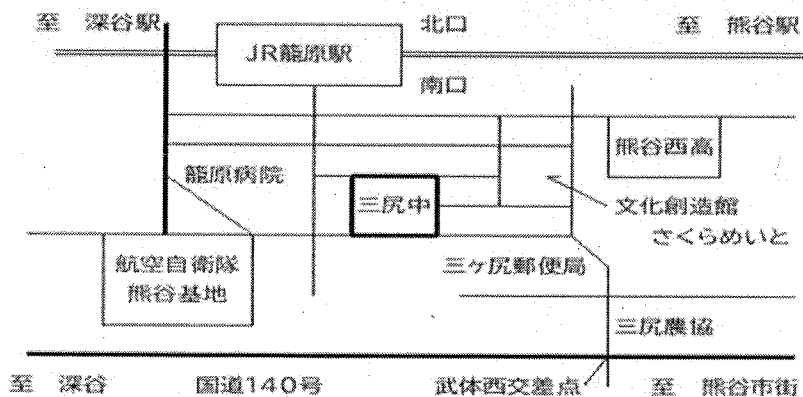 至 深谷駅
北口
至 熊谷駅
JR籠原駅
南口
熊谷西高
籠原病院
三尻中
文化創造館
さくらめいと
航空自衛隊
熊谷基地
三ヶ尻郵便局
三尻農協
至 深谷
国道140号
武体西交差点
至 熊谷市街